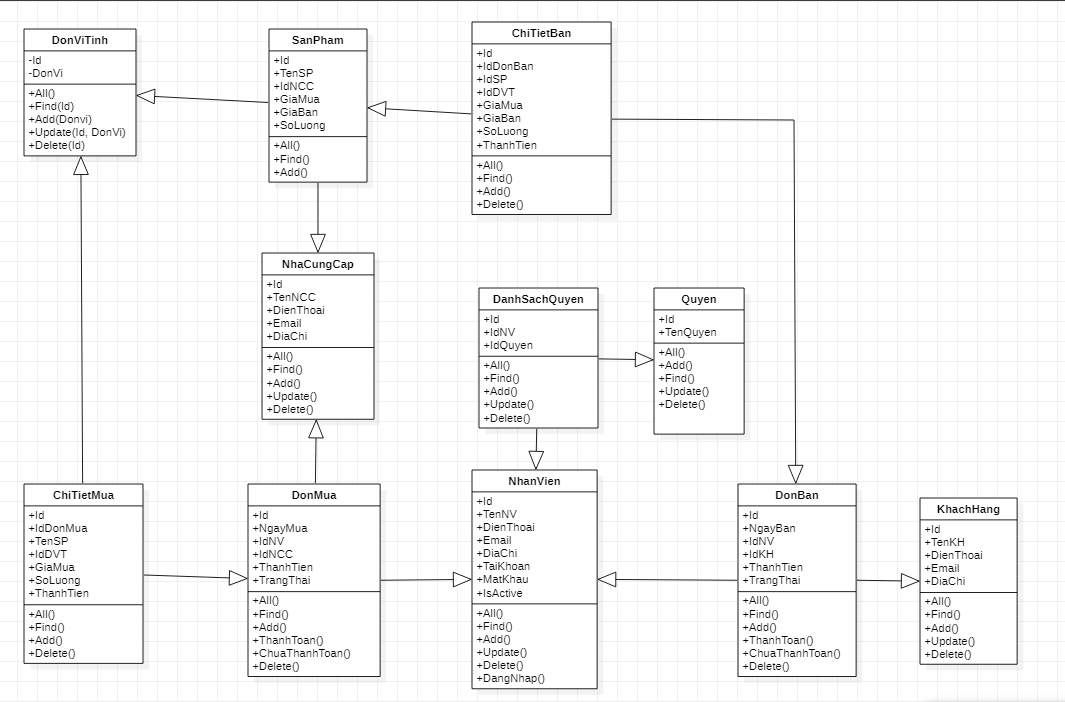 DonViTinh
-Id
-DonVi
+All()
+Find(Id)
+Add(Donvi)
+Update(Id, DonVi)
+Delete(Id)
SanPham
+Id
+TenSP
+IdNCC
+GiaMua
+GiaBan
+SoLuong
+All()
+Find()
+Add()
ChiTietBan
+Id
+IdDonBan
+IdSP
+IdDVT
+GiaMua
+GiaBan
+SoLuong
+ThanhTien
+All()
+Find()
+Add()
+Delete()
NhaCungCap
+Id
+TenNCC
+DienThoai
+Email
+DiaChi
+All()
+Find()
+Add()
+Update()
+Delete()
DanhSachQuyen
+Id
+IdNV
+IdQuyen
+All()
+Find()
+Add()
+Update()
+Delete()
Quyen
+Id
+TenQuyen
+All()
+Add()
+Find()
+Update()
+Delete()
ChiTietMua
+Id
+IdDonMua
+TenSP
+IdDVT
+GiaMua
+SoLuong
+ThanhTien
+All()
+Find()
+Add()
+Delete()
DonMua
+Id
+NgayMua
+IdNV
+IdNCC
+ThanhTien
+TrangThai
+All()
+Find()
+Add()
+ThanhToan()
+ChuaThanhToan()
+Delete()
NhanVien
+Id
+TenNV
+DienThoai
+Email
+DiaChi
+TaiKhoan
+MatKhau
+IsActive
+All()
+Find()
+Add()
+Update()
+Delete()
+DangNhap()
DonBan
+Id
+NgayBan
+IdNV
+IdKH
+ThanhTien
+TrangThai
+All()
+Find()
+Add()
+ThanhToan()
+ChuaThanhToan()
+Delete()
KhachHang
+Id
+TenKH
+DienThoai
+Email
+DiaChi
+All()
+Find()
+Add()
+Update()
+Delete()